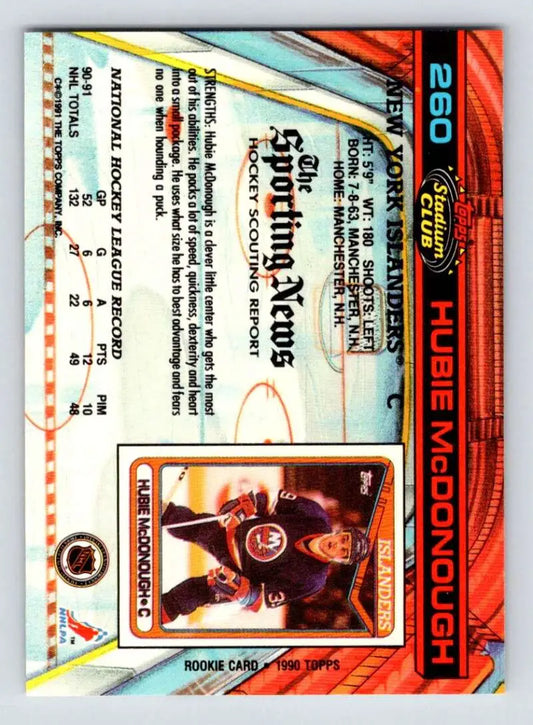 260
Topps
Stadium
CLUB
HUBIE McDONOUGH
NEW YORK ISLANDERS • C
HT: 5'9" WT: 180 SHOOTS: LEFT
BORN: 7-8-63, MANCHESTER, N.H.
HOME: MANCHESTER, N.H.
The
Sporting News
HOCKEY SCOUTING REPORT
STRENGTHS: Hubie McDonough is a clever little center who gets the most
out of his abilities. He packs a lot of speed, quickness, dexterity and heart
into a small package. He uses what size he has to best advantage and fears
no one when hounding a puck.
NATIONAL HOCKEY LEAGUE RECORD
GP G A PTS PIM
90-91 52 6 6 12 10
NHL TOTALS 132 27 22 49 48
C✶©1991 THE TOPPS COMPANY, INC.
Topps
ISLANDERS
HUBIE McDONOUGH • C
ROOKIE CARD • 1990 TOPPS
NHL
NHLPA
TM